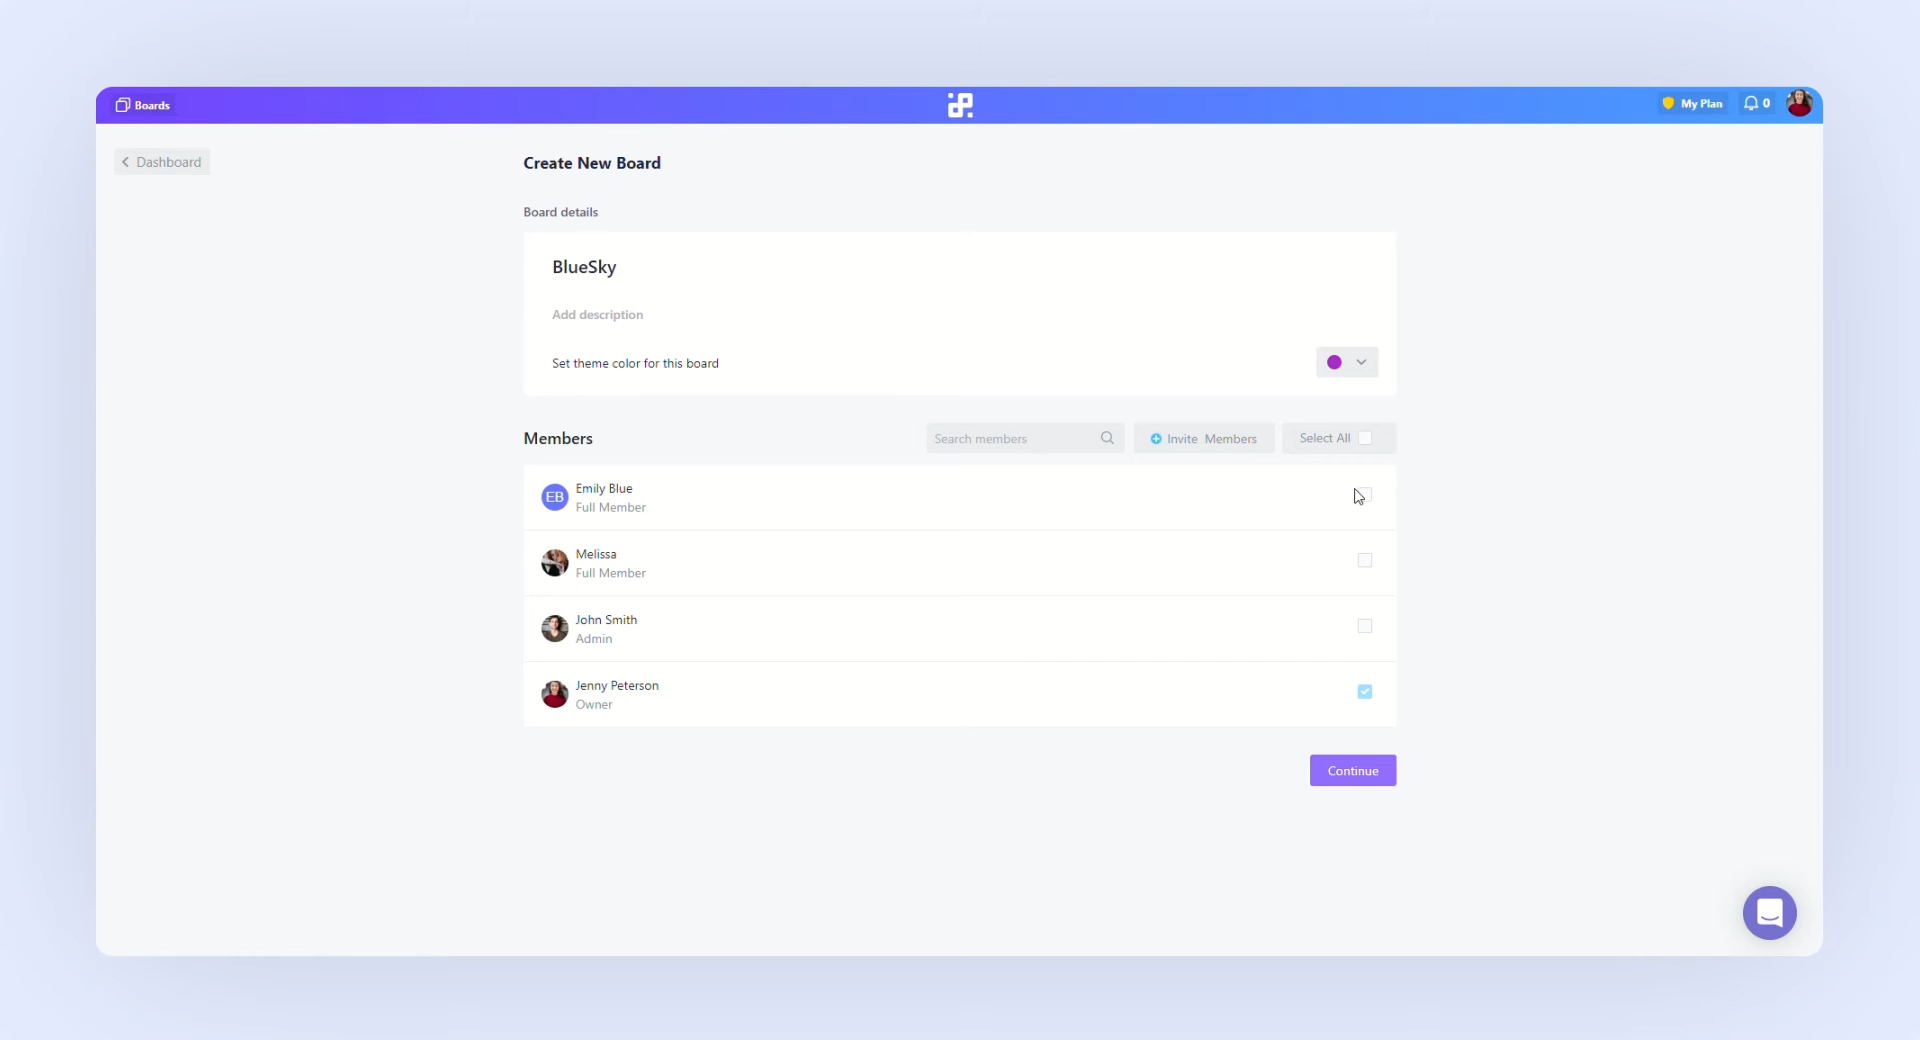 Boards
My Plan
0
Dashboard
Create New Board
Board details
BlueSky
Add description
Set theme color for this board
Members
Search members
Invite Members
Select All
EB
Emily Blue
Full Member
Melissa
Full Member
John Smith
Admin
Jenny Peterson
Owner
Continue